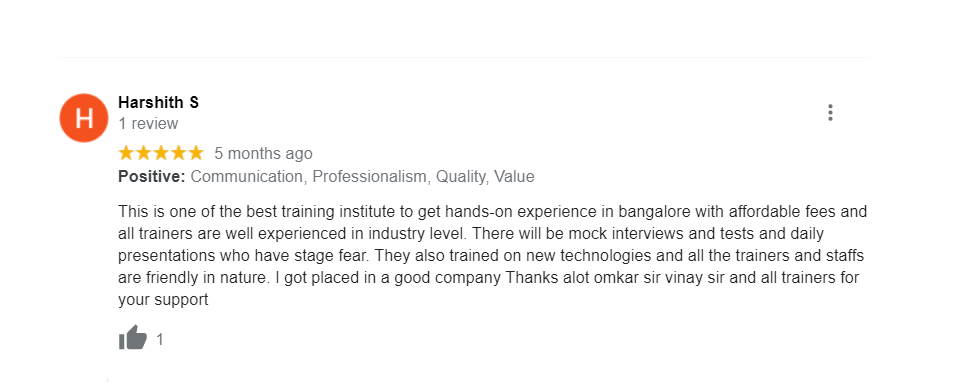 H
Harshith S
1 review
5 months ago
Positive: Communication, Professionalism, Quality, Value
This is one of the best training institute to get hands-on experience in bangalore with affordable fees and
all trainers are well experienced in industry level. There will be mock interviews and tests and daily
presentations who have stage fear. They also trained on new technologies and all the trainers and staffs
are friendly in nature. I got placed in a good company Thanks alot omkar sir vinay sir and all trainers for
your support
1